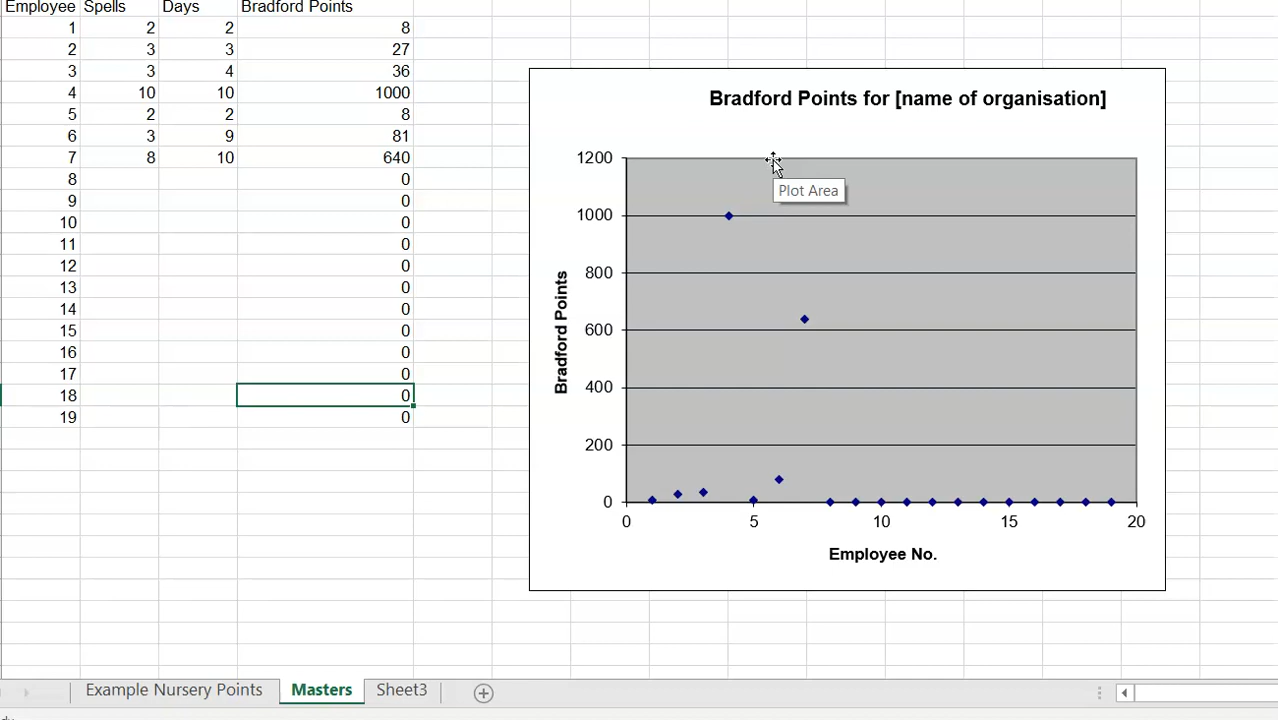 Employee Spells Days Bradford Points
1 2 2 8
2 3 3 27
3 3 4 36
4 10 10 1000
5 2 2 8
6 3 9 81
7 8 10 640
8 0
9 0
10 0
11 0
12 0
13 0
14 0
15 0
16 0
17 0
18 0
19 0
Bradford Points for [name of organisation]
1200
Plot Area
1000
800
600
400
200
0
Bradford Points
0 5 10 15 20
Employee No.
Example Nursery Points Masters Sheet3